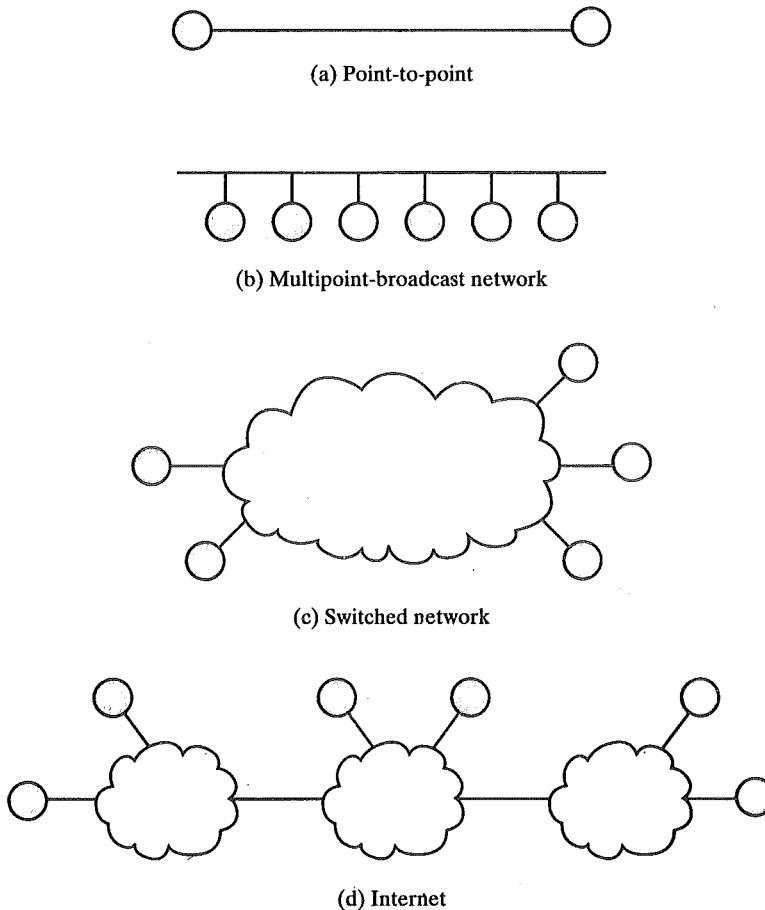 (a) Point-to-point
(b) Multipoint-broadcast network
(c) Switched network
(d) Internet